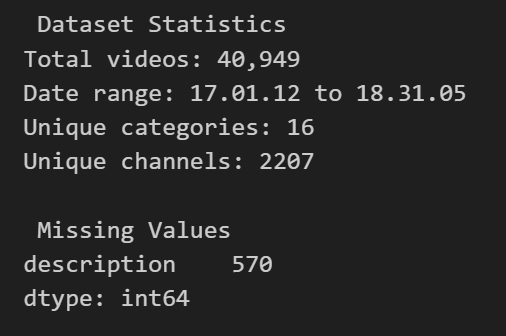 Dataset Statistics
Total videos: 40,949
Date range: 17.01.12 to 18.31.05
Unique categories: 16
Unique channels: 2207
Missing Values
description    570
dtype: int64